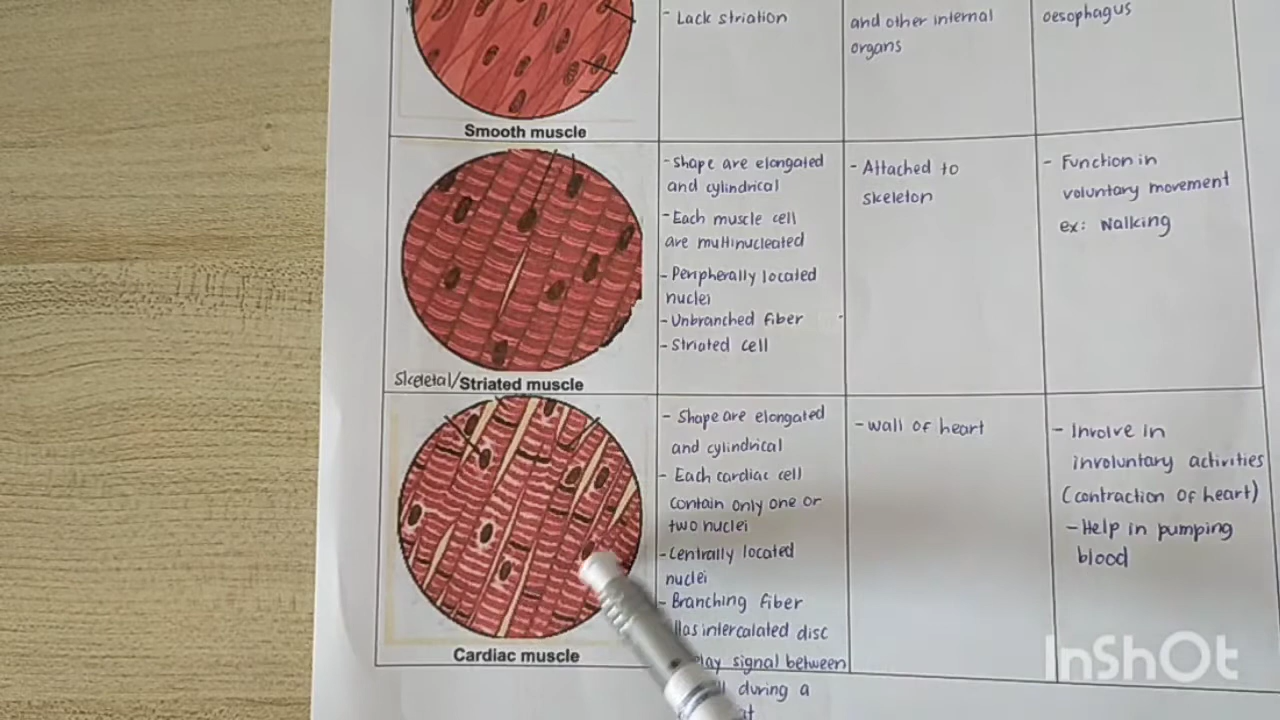 - Lack striation
and other internal
organs
oesophagus
Smooth muscle
- Shape are elongated
and cylindrical
- Each muscle cell
are multinucleated
- Peripherally located
nuclei
- Unbranched fiber
- Striated cell
- Attached to
skeleton
- Function in
voluntary movement
ex: Walking
Skeletal/Striated muscle
- Shape are elongated
and cylindrical
- Each cardiac cell
contain only one or
two nuclei
- Centrally located
nuclei
- Branching fiber
Has intercalated disc
signal between
during a
- Wall of heart
- Involve in
involuntary activities
(contraction of heart)
- Help in pumping
blood
Cardiac muscle
InShOt